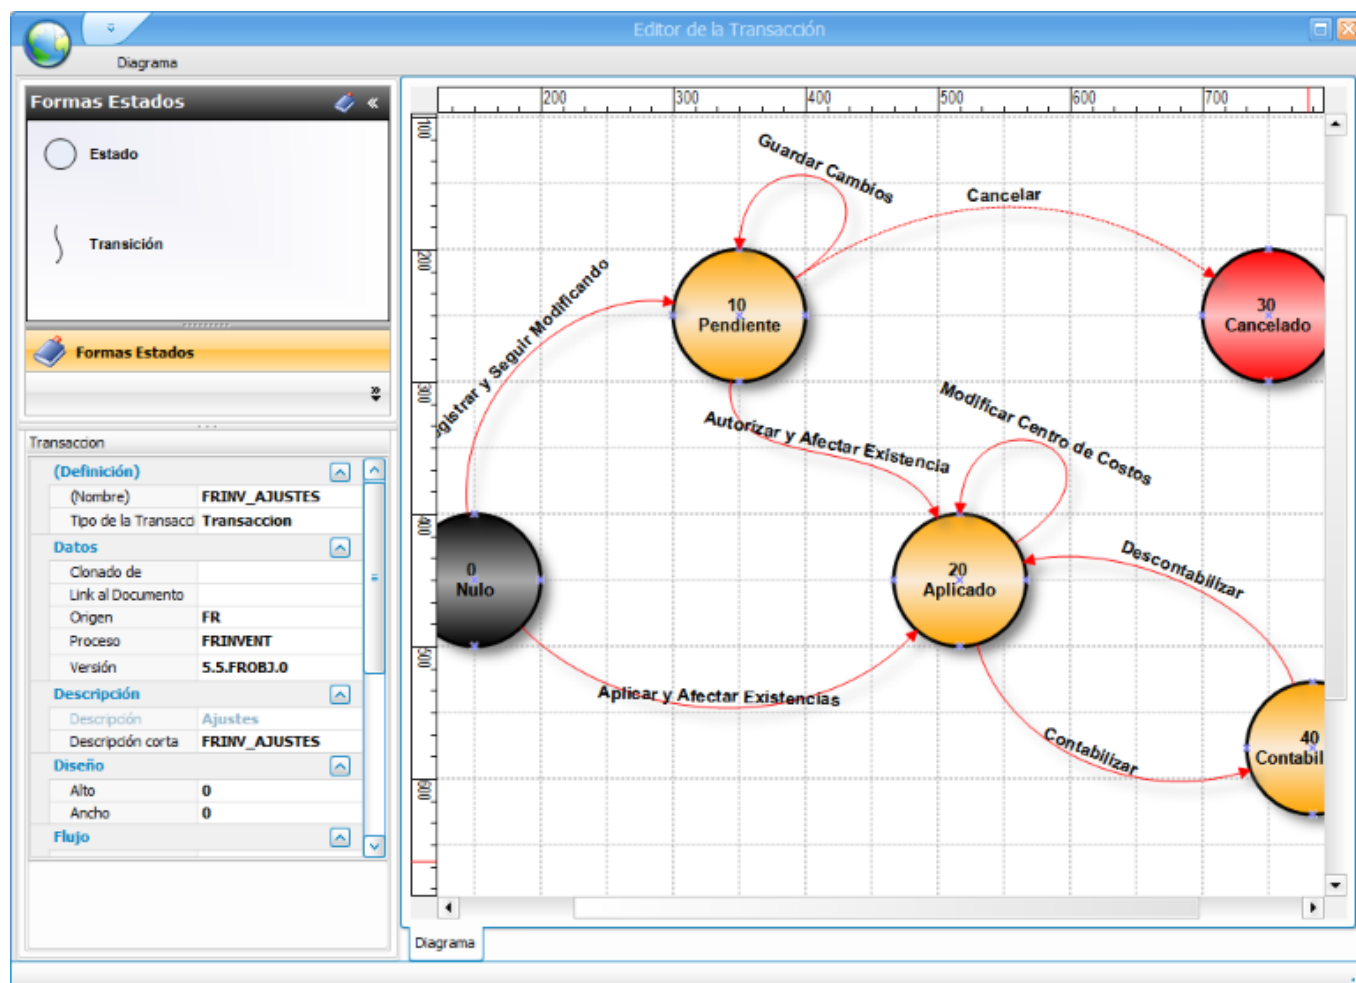 Editor de la Transacción
Diagrama
Formas Estados
Estado
Transición
Formas Estados
Transaccion
(Definición)
(Nombre) FRINV_AJUSTES
Tipo de la Transacci Transaccion
Datos
Clonado de
Link al Documento
Origen FR
Proceso FRINVENT
Versión 5.5.FROBJ.0
Descripción
Descripción Ajustes
Descripción corta FRINV_AJUSTES
Diseño
Alto 0
Ancho 0
Flujo
200 300 400 500 600 700
100
200
300
400
500
600
Guardar Cambios
Cancelar
10
Pendiente
30
Cancelado
gistrar y Seguir Modificando
Autorizar y Afectar Existencia
Modificar Centro de Costos
0
Nulo
20
Aplicado
Descontabilizar
Aplicar y Afectar Existencias
Contabilizar
40
Contabil
Diagrama